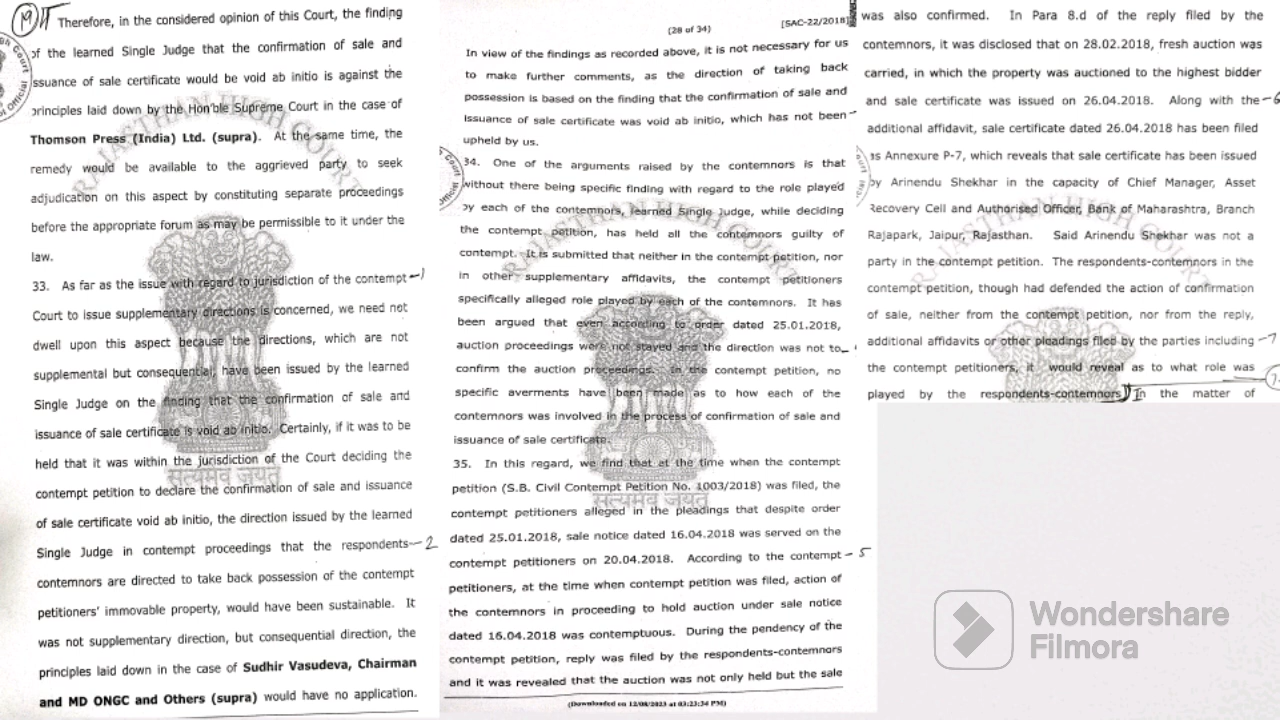 (19) Therefore, in the considered opinion of this Court, the finding
of the learned Single Judge that the confirmation of sale and
issuance of sale certificate would be void ab initio is against the
principles laid down by the Hon'ble Supreme Court in the case of
Thomson Press (India) Ltd. (supra). At the same time, the
remedy would be available to the aggrieved party to seek
adjudication on this aspect by constituting separate proceedings
before the appropriate forum as may be permissible to it under the
law.
33. As far as the issue with regard to jurisdiction of the contempt -1
Court to issue supplementary directions is concerned, we need not
dwell upon this aspect because the directions, which are not
supplemental but consequential, have been issued by the learned
Single Judge on the finding that the confirmation of sale and
issuance of sale certificate is void ab initio. Certainly, if it was to be
held that it was within the jurisdiction of the Court deciding the
contempt petition to declare the confirmation of sale and issuance
of sale certificate void ab initio, the direction issued by the learned
Single Judge in contempt proceedings that the respondents- -2
contemnors are directed to take back possession of the contempt
petitioners' immovable property, would have been sustainable. It
was not supplementary direction, but consequential direction, the
principles laid down in the case of Sudhir Vasudeva, Chairman
and MD ONGC and Others (supra) would have no application.
RAJASTHAN HIGH COURT
सत्यमेव जयते
(28 of 34)
[SAC-22/2018]
In view of the findings as recorded above, it is not necessary for us
to make further comments, as the direction of taking back
possession is based on the finding that the confirmation of sale and
issuance of sale certificate was void ab initio, which has not been
upheld by us.
34. One of the arguments raised by the contemnors is that
without there being specific finding with regard to the role played
by each of the contemnors, learned Single Judge, while deciding
the contempt petition, has held all the contemnors guilty of
contempt. It is submitted that neither in the contempt petition, nor
in other supplementary affidavits, the contempt petitioners
specifically alleged role played by each of the contemnors. It has
been argued that even according to order dated 25.01.2018,
auction proceedings were not stayed and the direction was not to
confirm the auction proceedings. In the contempt petition, no
specific averments have been made as to how each of the
contemnors was involved in the process of confirmation of sale and
issuance of sale certificate.
35. In this regard, we find that at the time when the contempt
petition (S.B. Civil Contempt Petition No. 1003/2018) was filed, the
contempt petitioners alleged in the pleadings that despite order
dated 25.01.2018, sale notice dated 16.04.2018 was served on the
contempt petitioners on 20.04.2018. According to the contempt -5
petitioners, at the time when contempt petition was filed, action of
the contemnors in proceeding to hold auction under sale notice
dated 16.04.2018 was contemptuous. During the pendency of the
contempt petition, reply was filed by the respondents-contemnors
and it was revealed that the auction was not only held but the sale
(Downloaded on 12/08/2023 at 03:23:34 PM)
RAJASTHAN HIGH COURT
सत्यमेव जयते
was also confirmed. In Para 8.d of the reply filed by the
contemnors, it was disclosed that on 28.02.2018, fresh auction was
carried, in which the property was auctioned to the highest bidder
and sale certificate was issued on 26.04.2018. Along with the -6
additional affidavit, sale certificate dated 26.04.2018 has been filed
as Annexure P-7, which reveals that sale certificate has been issued
by Arinendu Shekhar in the capacity of Chief Manager, Asset
Recovery Cell and Authorised Officer, Bank of Maharashtra, Branch
Rajapark, Jaipur, Rajasthan. Said Arinendu Shekhar was not a
party in the contempt petition. The respondents-contemnors in the
contempt petition, though had defended the action of confirmation
of sale, neither from the contempt petition, nor from the reply,
additional affidavits or other pleadings filed by the parties including -7
the contempt petitioners, it would reveal as to what role was
played by the respondents-contemnors. In the matter of
RAJASTHAN HIGH COURT
Wondershare
Filmora